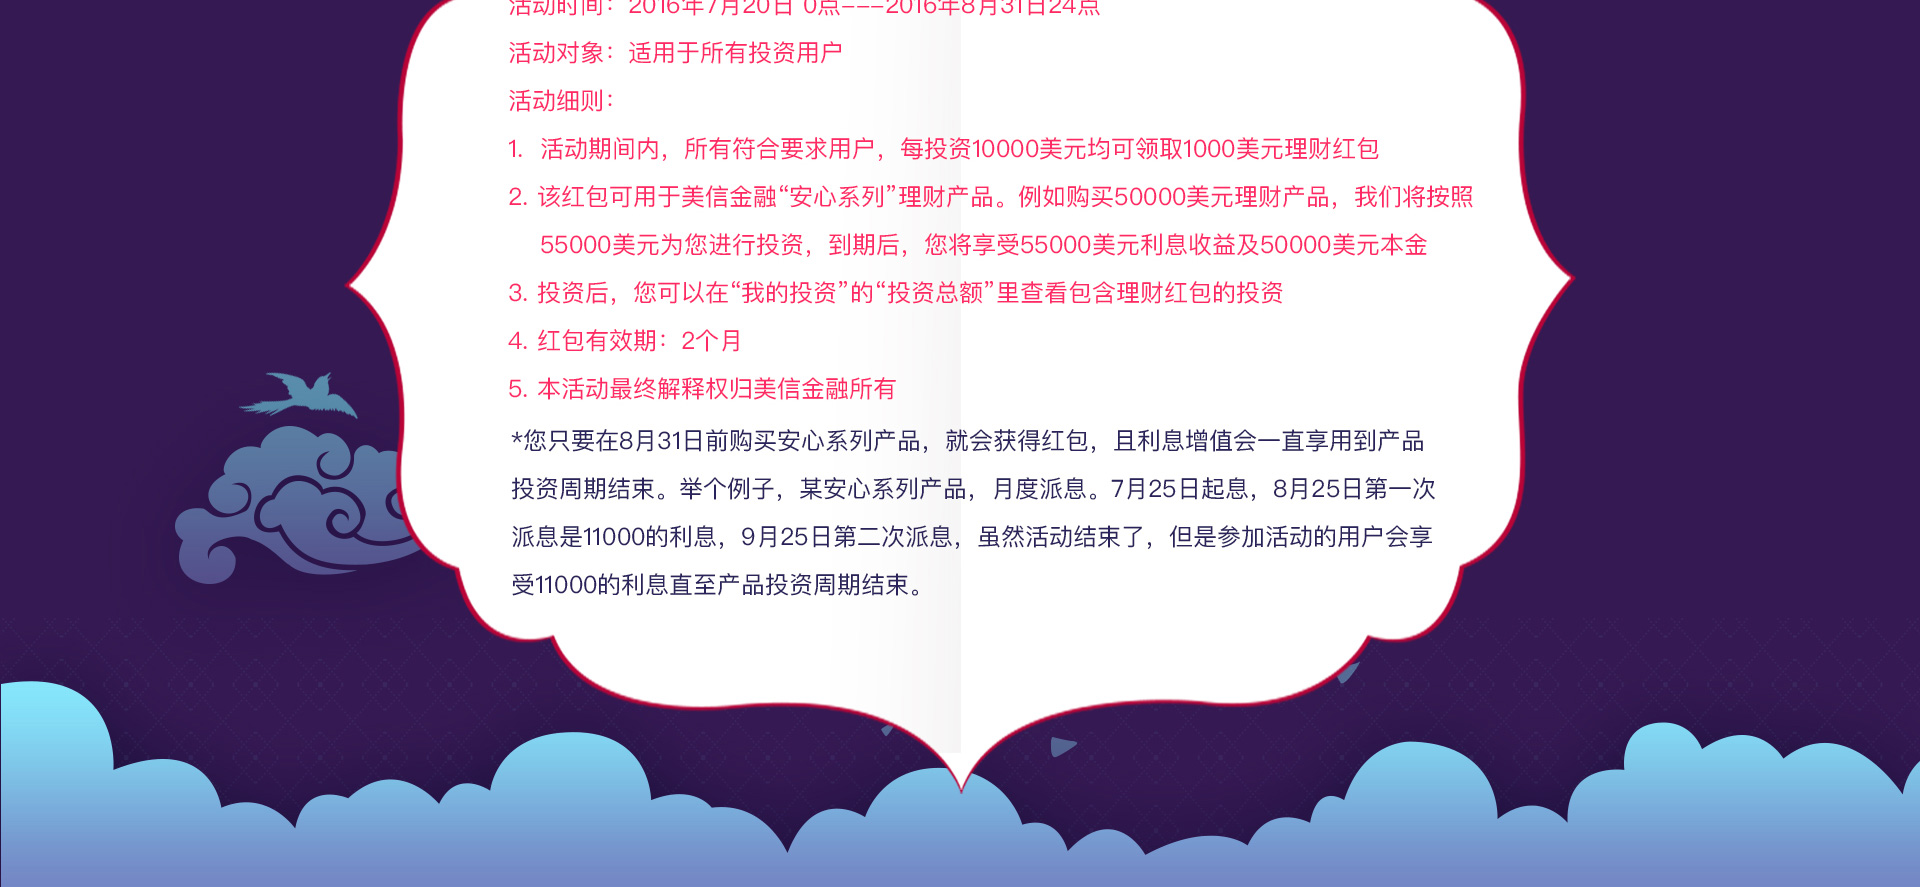 活动时间：2016年7月20日 0点---2016年8月31日24点
活动对象：适用于所有投资用户
活动细则：
1. 活动期间内，所有符合要求用户，每投资10000美元均可领取1000美元理财红包
2. 该红包可用于美信金融“安心系列”理财产品。例如购买50000美元理财产品，我们将按照
55000美元为您进行投资，到期后，您将享受55000美元利息收益及50000美元本金
3. 投资后，您可以在“我的投资”的“投资总额”里查看包含理财红包的投资
4. 红包有效期：2个月
5. 本活动最终解释权归美信金融所有
*您只要在8月31日前购买安心系列产品，就会获得红包，且利息增值会一直享用到产品
投资周期结束。举个例子，某安心系列产品，月度派息。7月25日起息，8月25日第一次
派息是11000的利息，9月25日第二次派息，虽然活动结束了，但是参加活动的用户会享
受11000的利息直至产品投资周期结束。